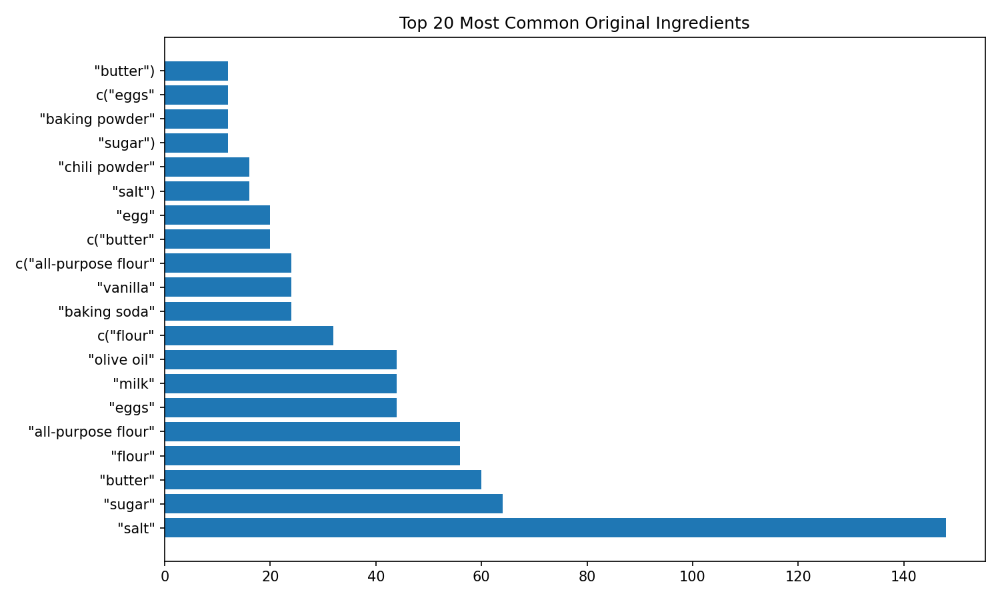 Top 20 Most Common Original Ingredients
"butter")
c("eggs"
"baking powder"
"sugar")
"chili powder"
"salt")
"egg"
c("butter"
c("all-purpose flour"
"vanilla"
"baking soda"
c("flour"
"olive oil"
"milk"
"eggs"
"all-purpose flour"
"flour"
"butter"
"sugar"
"salt"
0 20 40 60 80 100 120 140